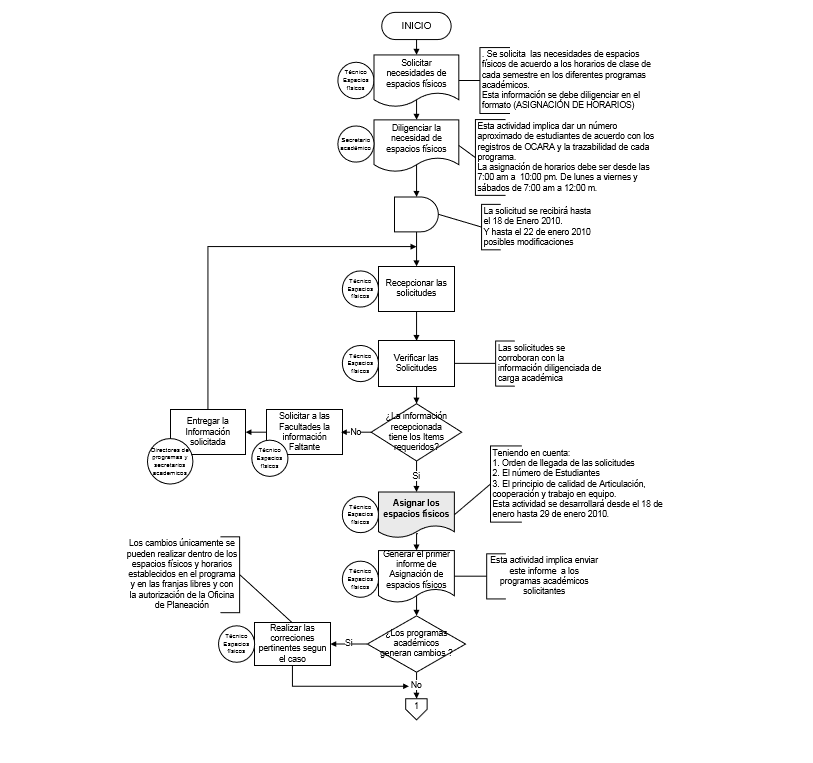 INICIO
Técnico
Espacios
físicos
Solicitar
necesidades de
espacios físicos
. Se solicita las necesidades de espacios
físicos de acuerdo a los horarios de clase de
cada semestre en los diferentes programas
académicos.
Esta información se debe diligenciar en el
formato (ASIGNACIÓN DE HORARIOS)
Secretario
académico
Diligenciar la
necesidad de
espacios físicos
Esta actividad implica dar un número
aproximado de estudiantes de acuerdo con los
registros de OCARA y la trazabilidad de cada
programa.
La asignación de horarios debe ser desde las
7:00 am a 10:00 pm. De lunes a viernes y
sábados de 7:00 am a 12:00 m.
La solicitud se recibirá hasta
el 18 de Enero 2010.
Y hasta el 22 de enero 2010
posibles modificaciones
Técnico
Espacios
físicos
Recepcionar las
solicitudes
Técnico
Espacios
físicos
Verificar las
Solicitudes
Las solicitudes se
corroboran con la
información diligenciada de
carga académica
¿La información
recepcionada
tiene los Items
requeridos?
No
Solicitar a las
Facultades la
información
Faltante
Técnico
Espacios
físicos
Entregar la
Información
solicitada
Directores de
programas y
secretarios
academicos
Si
Técnico
Espacios
físicos
Asignar los
espacios físicos
Teniendo en cuenta:
1. Orden de llegada de las solicitudes
2. El número de Estudiantes
3. El principio de calidad de Articulación,
cooperación y trabajo en equipo.
Esta actividad se desarrollará desde el 18 de
enero hasta 29 de enero 2010.
Técnico
Espacios
físicos
Generar el primer
informe de
Asignación de
espacios físicos
Esta actividad implica enviar
este informe a los
programas académicos
solicitantes
Los cambios únicamente se
pueden realizar dentro de los
espacios físicos y horarios
establecidos en el programa
y en las franjas libres y con
la autorización de la Oficina
de Planeación
¿Los programas
académicos
generan cambios ?
Si
Técnico
Espacios
físicos
Realizar las
correciones
pertinentes segun
el caso
No
1